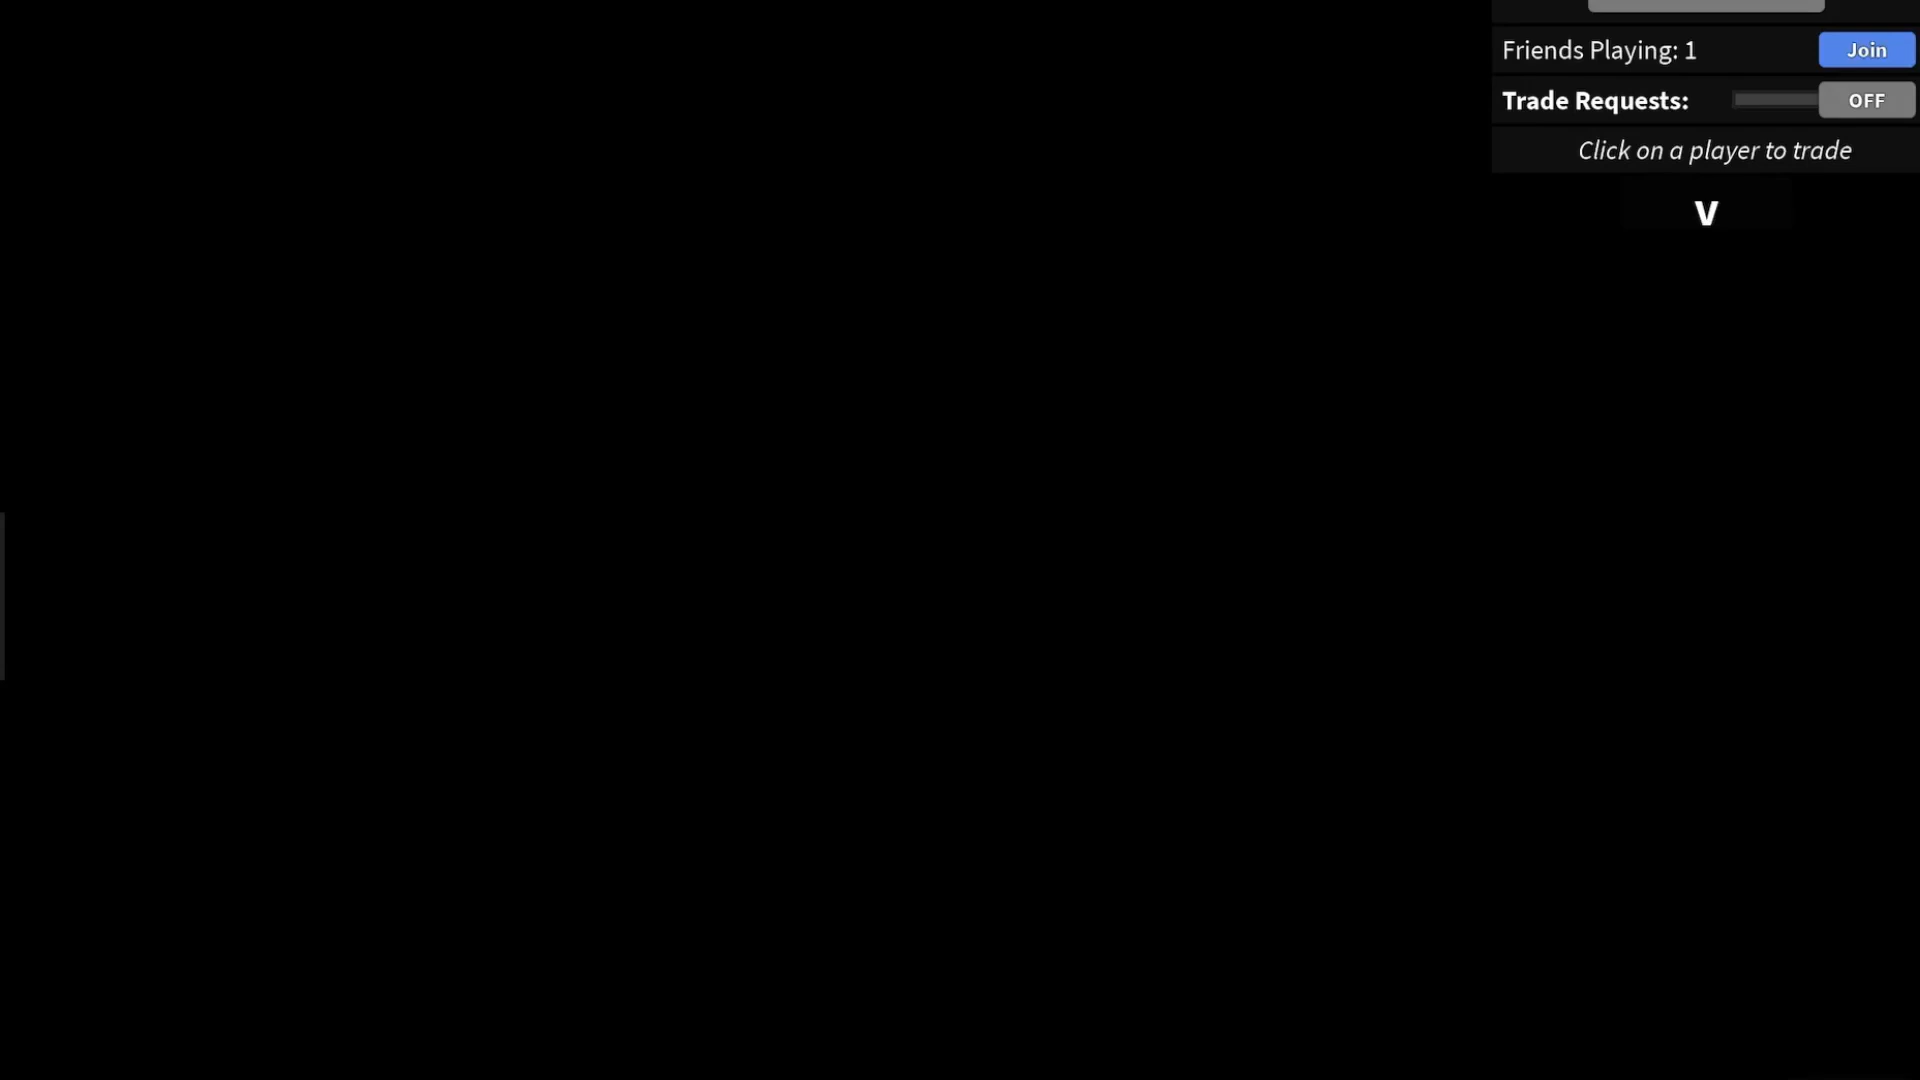 Friends Playing: 1 Join
Trade Requests: OFF
Click on a player to trade
v